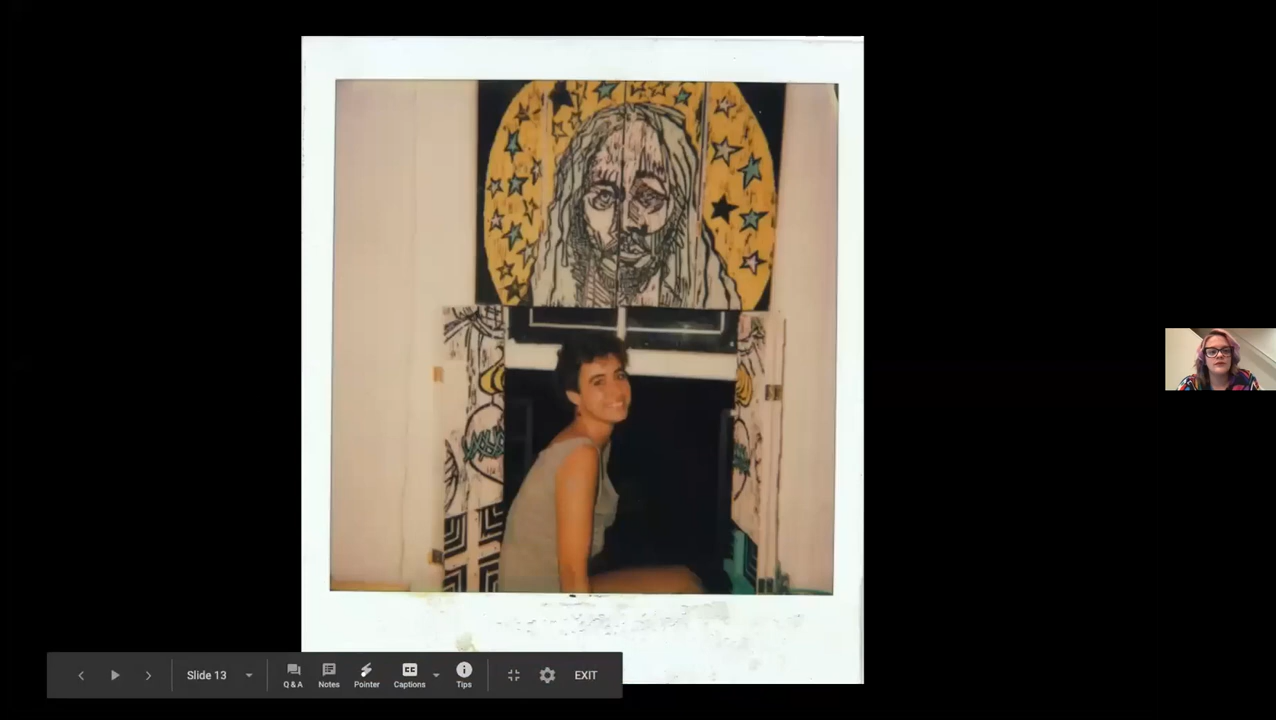 Slide 13
Q & A
Notes
Pointer
Captions
Tips
EXIT